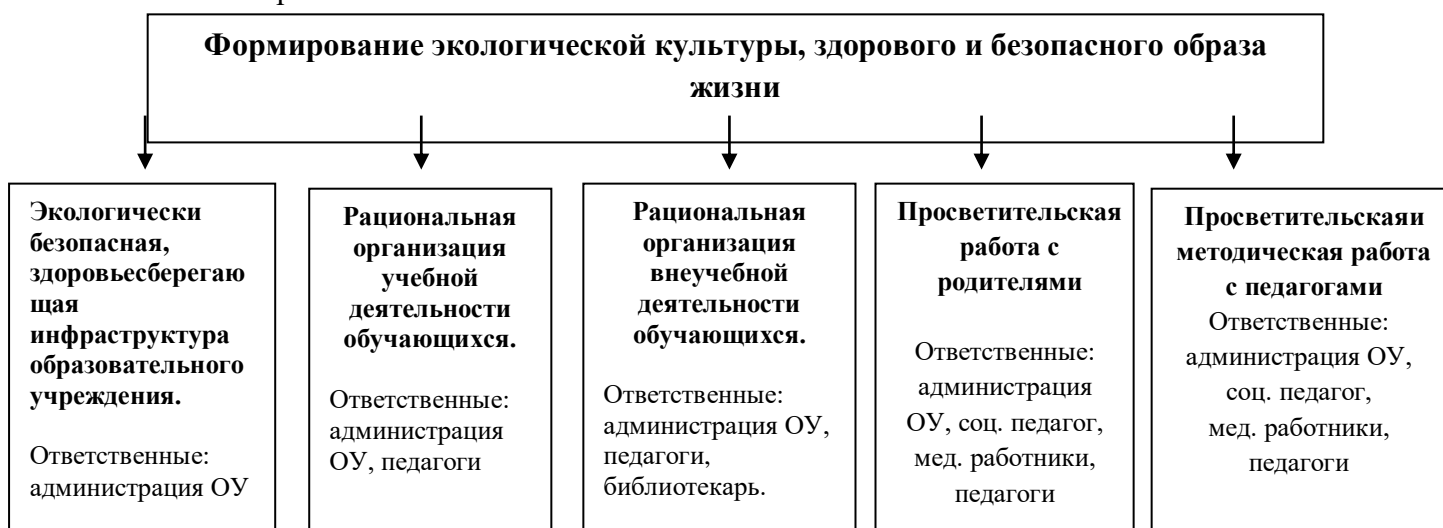 Формирование экологической культуры, здорового и безопасного образа
жизни
Экологически
безопасная,
здоровьесберегаю
щая
инфраструктура
образовательного
учреждения.
Ответственные:
администрация ОУ
Рациональная
организация
учебной
деятельности
обучающихся.
Ответственные:
администрация
ОУ, педагоги
Рациональная
организация
внеучебной
деятельности
обучающихся.
Ответственные:
администрация ОУ,
педагоги,
библиотекарь.
Просветительская
работа с
родителями
Ответственные:
администрация
ОУ, соц. педагог,
мед. работники,
педагоги
Просветительскаяи
методическая работа
с педагогами
Ответственные:
администрация ОУ,
соц. педагог,
мед. работники,
педагоги